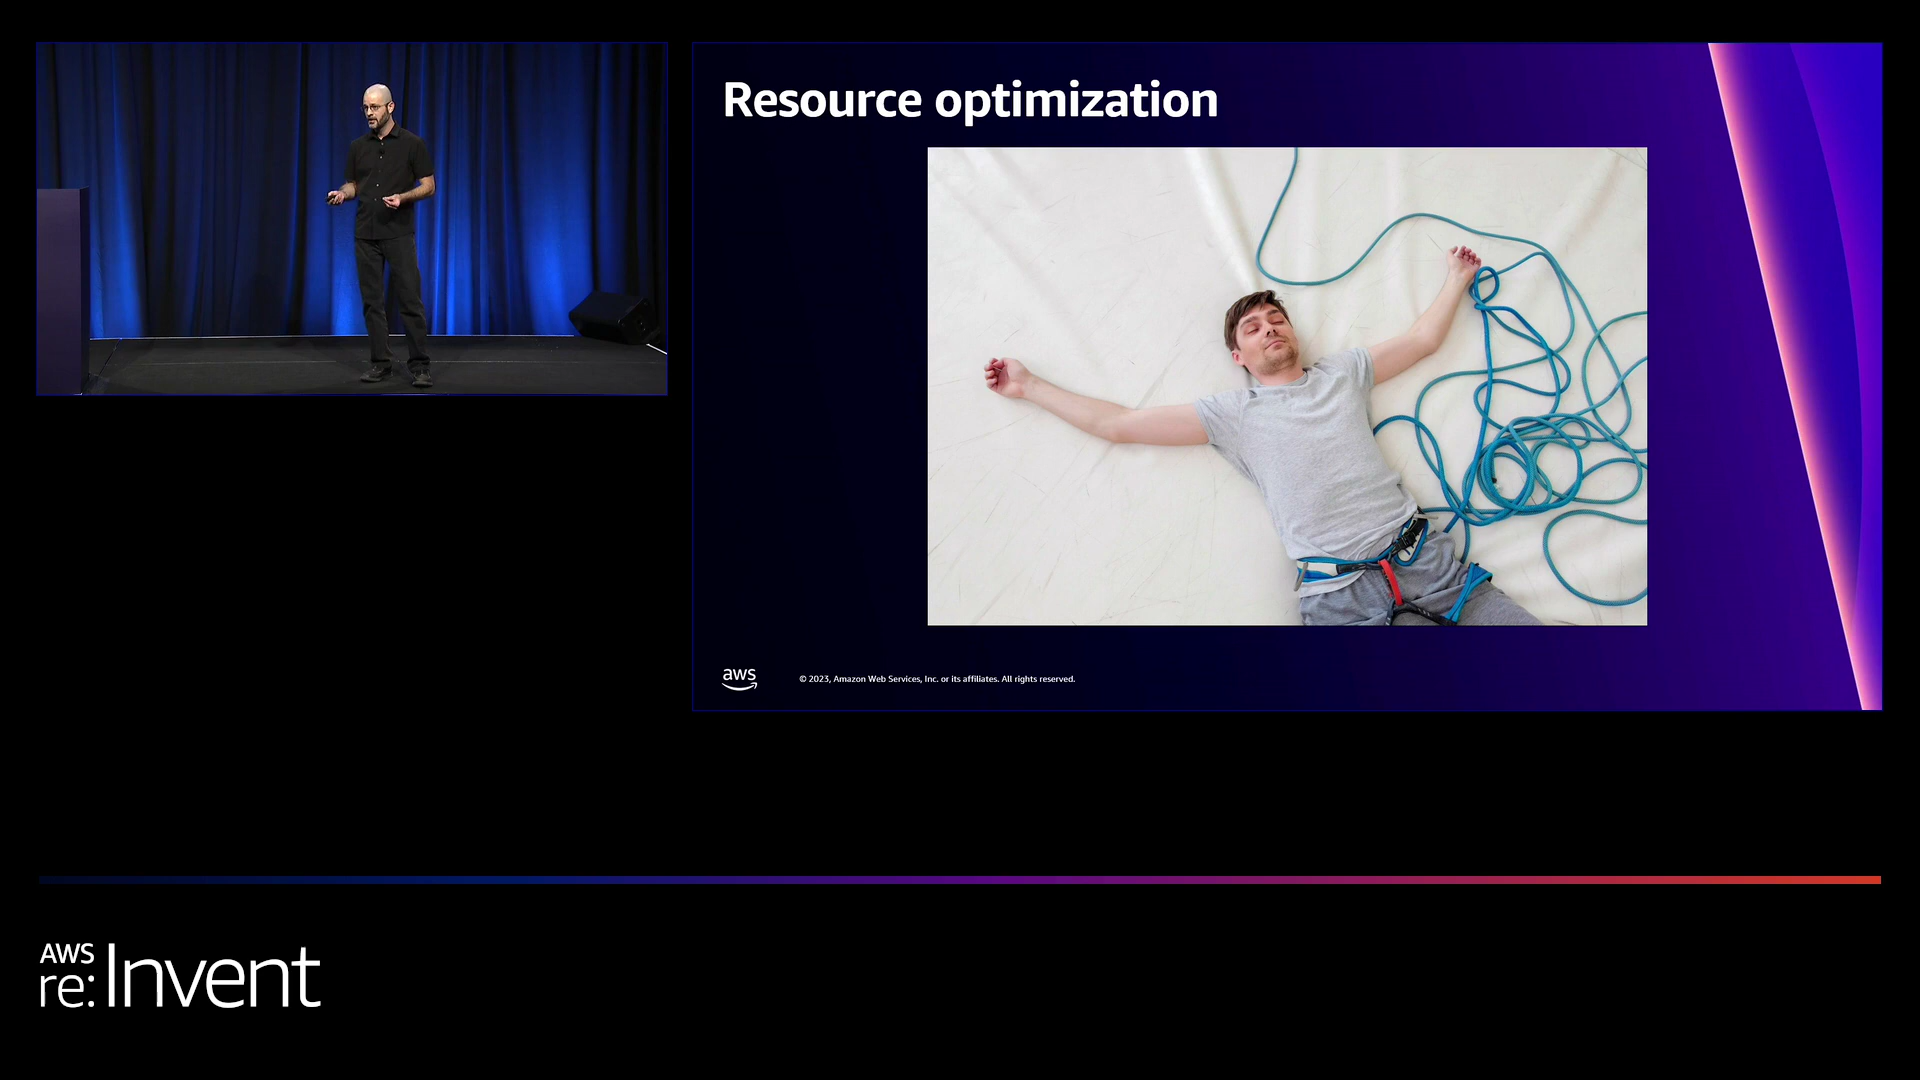 Resource optimization
aws
© 2023, Amazon Web Services, Inc. or its affiliates. All rights reserved.
AWS
re:Invent